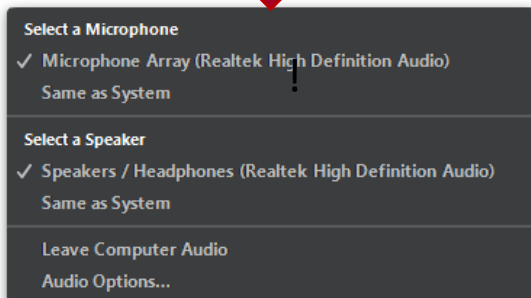 Select a Microphone
✓ Microphone Array (Realtek High Definition Audio)
!
Same as System
Select a Speaker
✓ Speakers / Headphones (Realtek High Definition Audio)
Same as System
Leave Computer Audio
Audio Options...